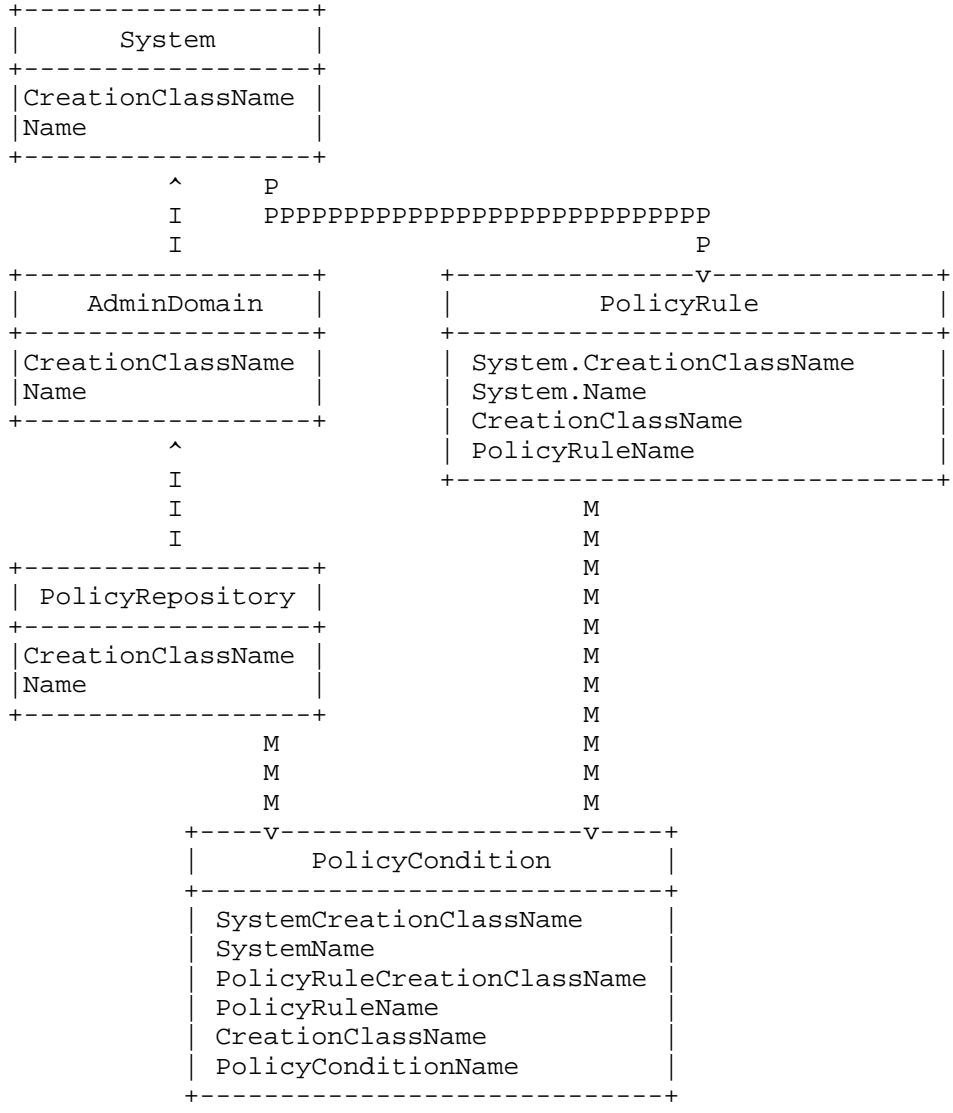 +------------------+
|      System      |
+------------------+
|CreationClassName |
|Name              |
+------------------+
          ^     P
          I     PPPPPPPPPPPPPPPPPPPPPPPPPPPP
          I                                P
+------------------+       +---------------v--------------+
|    AdminDomain   |       |         PolicyRule           |
+------------------+       +------------------------------+
|CreationClassName |       | System.CreationClassName     |
|Name              |       | System.Name                  |
+------------------+       | CreationClassName            |
          ^                | PolicyRuleName               |
          I                +------------------------------+
          I                         M
          I                         M
+------------------+                M
| PolicyRepository |                M
+------------------+                M
|CreationClassName |                M
|Name              |                M
+------------------+                M
                M                   M
                M                   M
                M                   M
           +----v-------------------v----+
           |       PolicyCondition       |
           +-----------------------------+
           | SystemCreationClassName     |
           | SystemName                  |
           | PolicyRuleCreationClassName |
           | PolicyRuleName              |
           | CreationClassName           |
           | PolicyConditionName         |
           +-----------------------------+